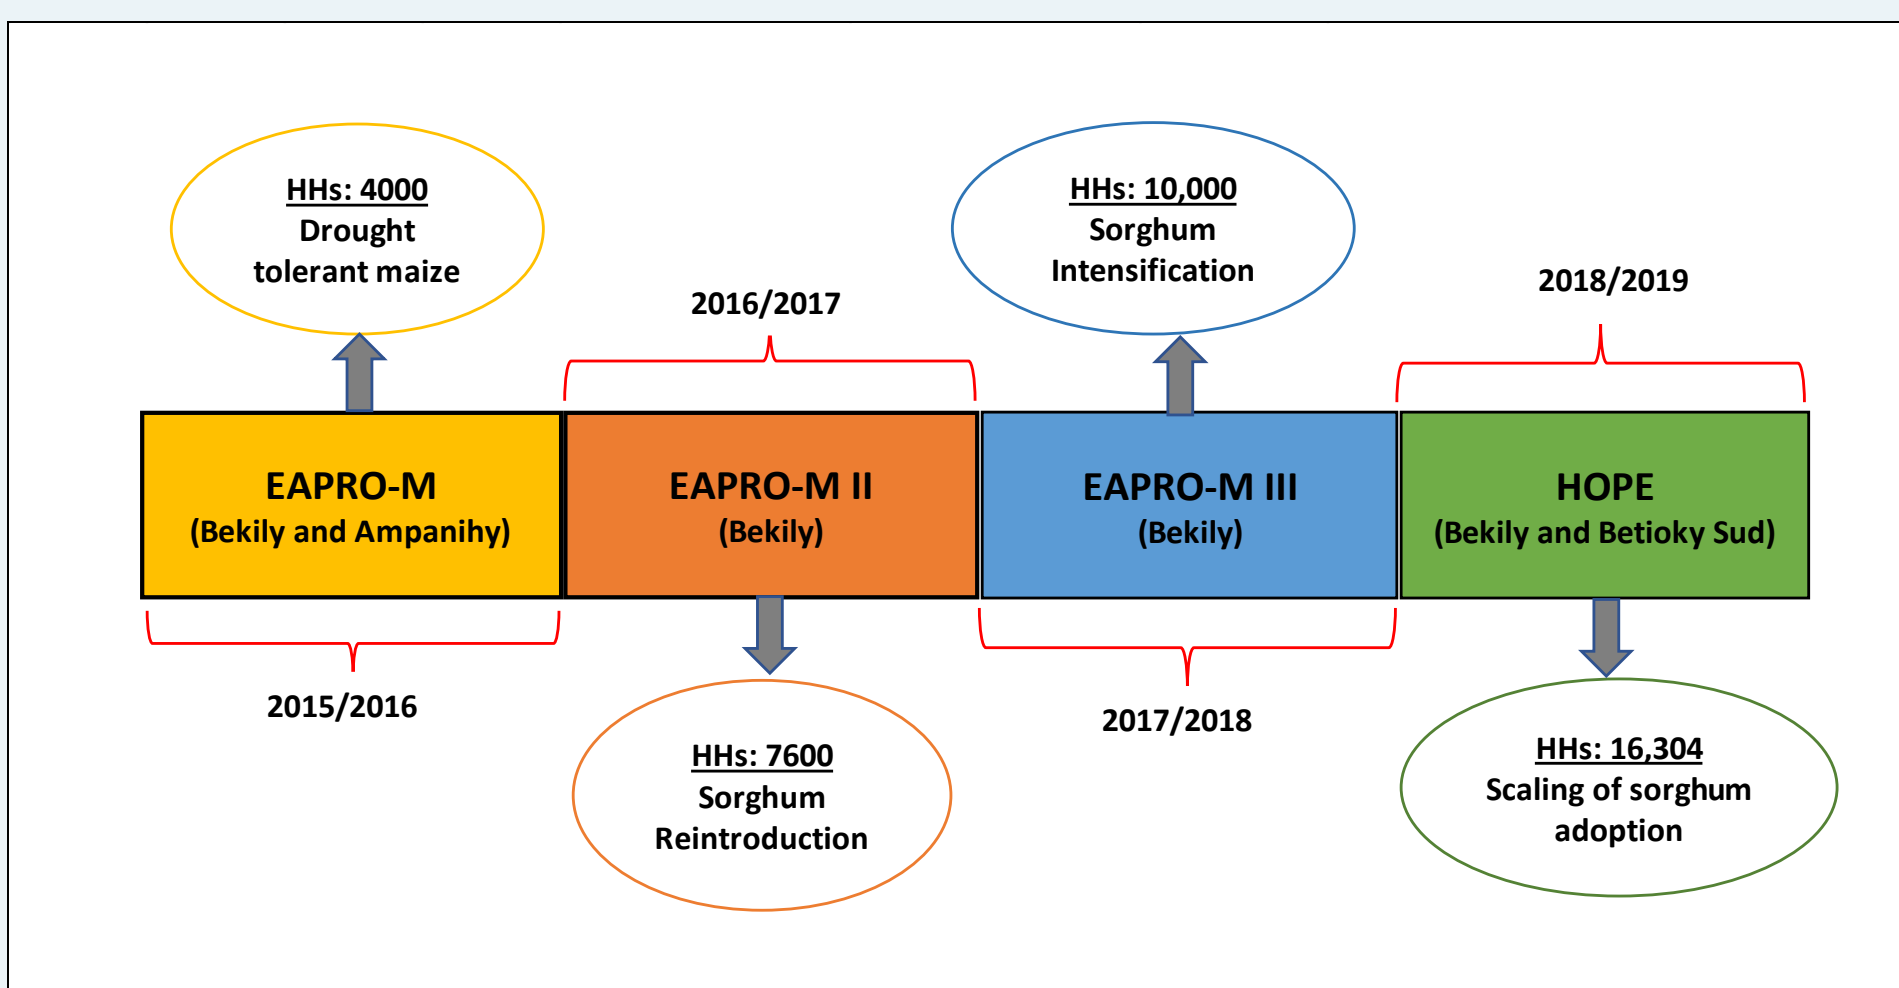 HHs: 4000
Drought
tolerant maize
2016/2017
HHs: 10,000
Sorghum
Intensification
2018/2019
EAPRO-M
(Bekily and Ampanihy)
EAPRO-M II
(Bekily)
EAPRO-M III
(Bekily)
HOPE
(Bekily and Betioky Sud)
2015/2016
HHs: 7600
Sorghum
Reintroduction
2017/2018
HHs: 16,304
Scaling of sorghum
adoption